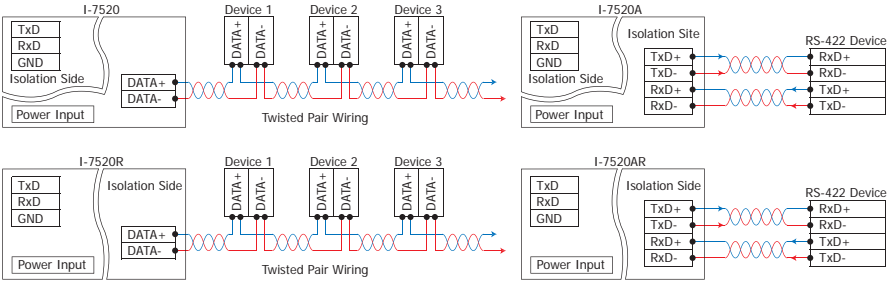 I-7520
TxD
RxD
GND
Isolation Side
Power Input
DATA+
DATA-
Device 1
DATA+
DATA-
Device 2
DATA+
DATA-
Device 3
DATA+
DATA-
Twisted Pair Wiring
I-7520A
TxD
RxD
GND
Isolation Side
Power Input
Isolation Site
TxD+
TxD-
RxD+
RxD-
RS-422 Device
RxD+
RxD-
TxD+
TxD-
I-7520R
TxD
RxD
GND
Power Input
Isolation Side
DATA+
DATA-
Device 1
DATA+
DATA-
Device 2
DATA+
DATA-
Device 3
DATA+
DATA-
Twisted Pair Wiring
I-7520AR
TxD
RxD
GND
Power Input
Isolation Side
TxD+
TxD-
RxD+
RxD-
RS-422 Device
RxD+
RxD-
TxD+
TxD-